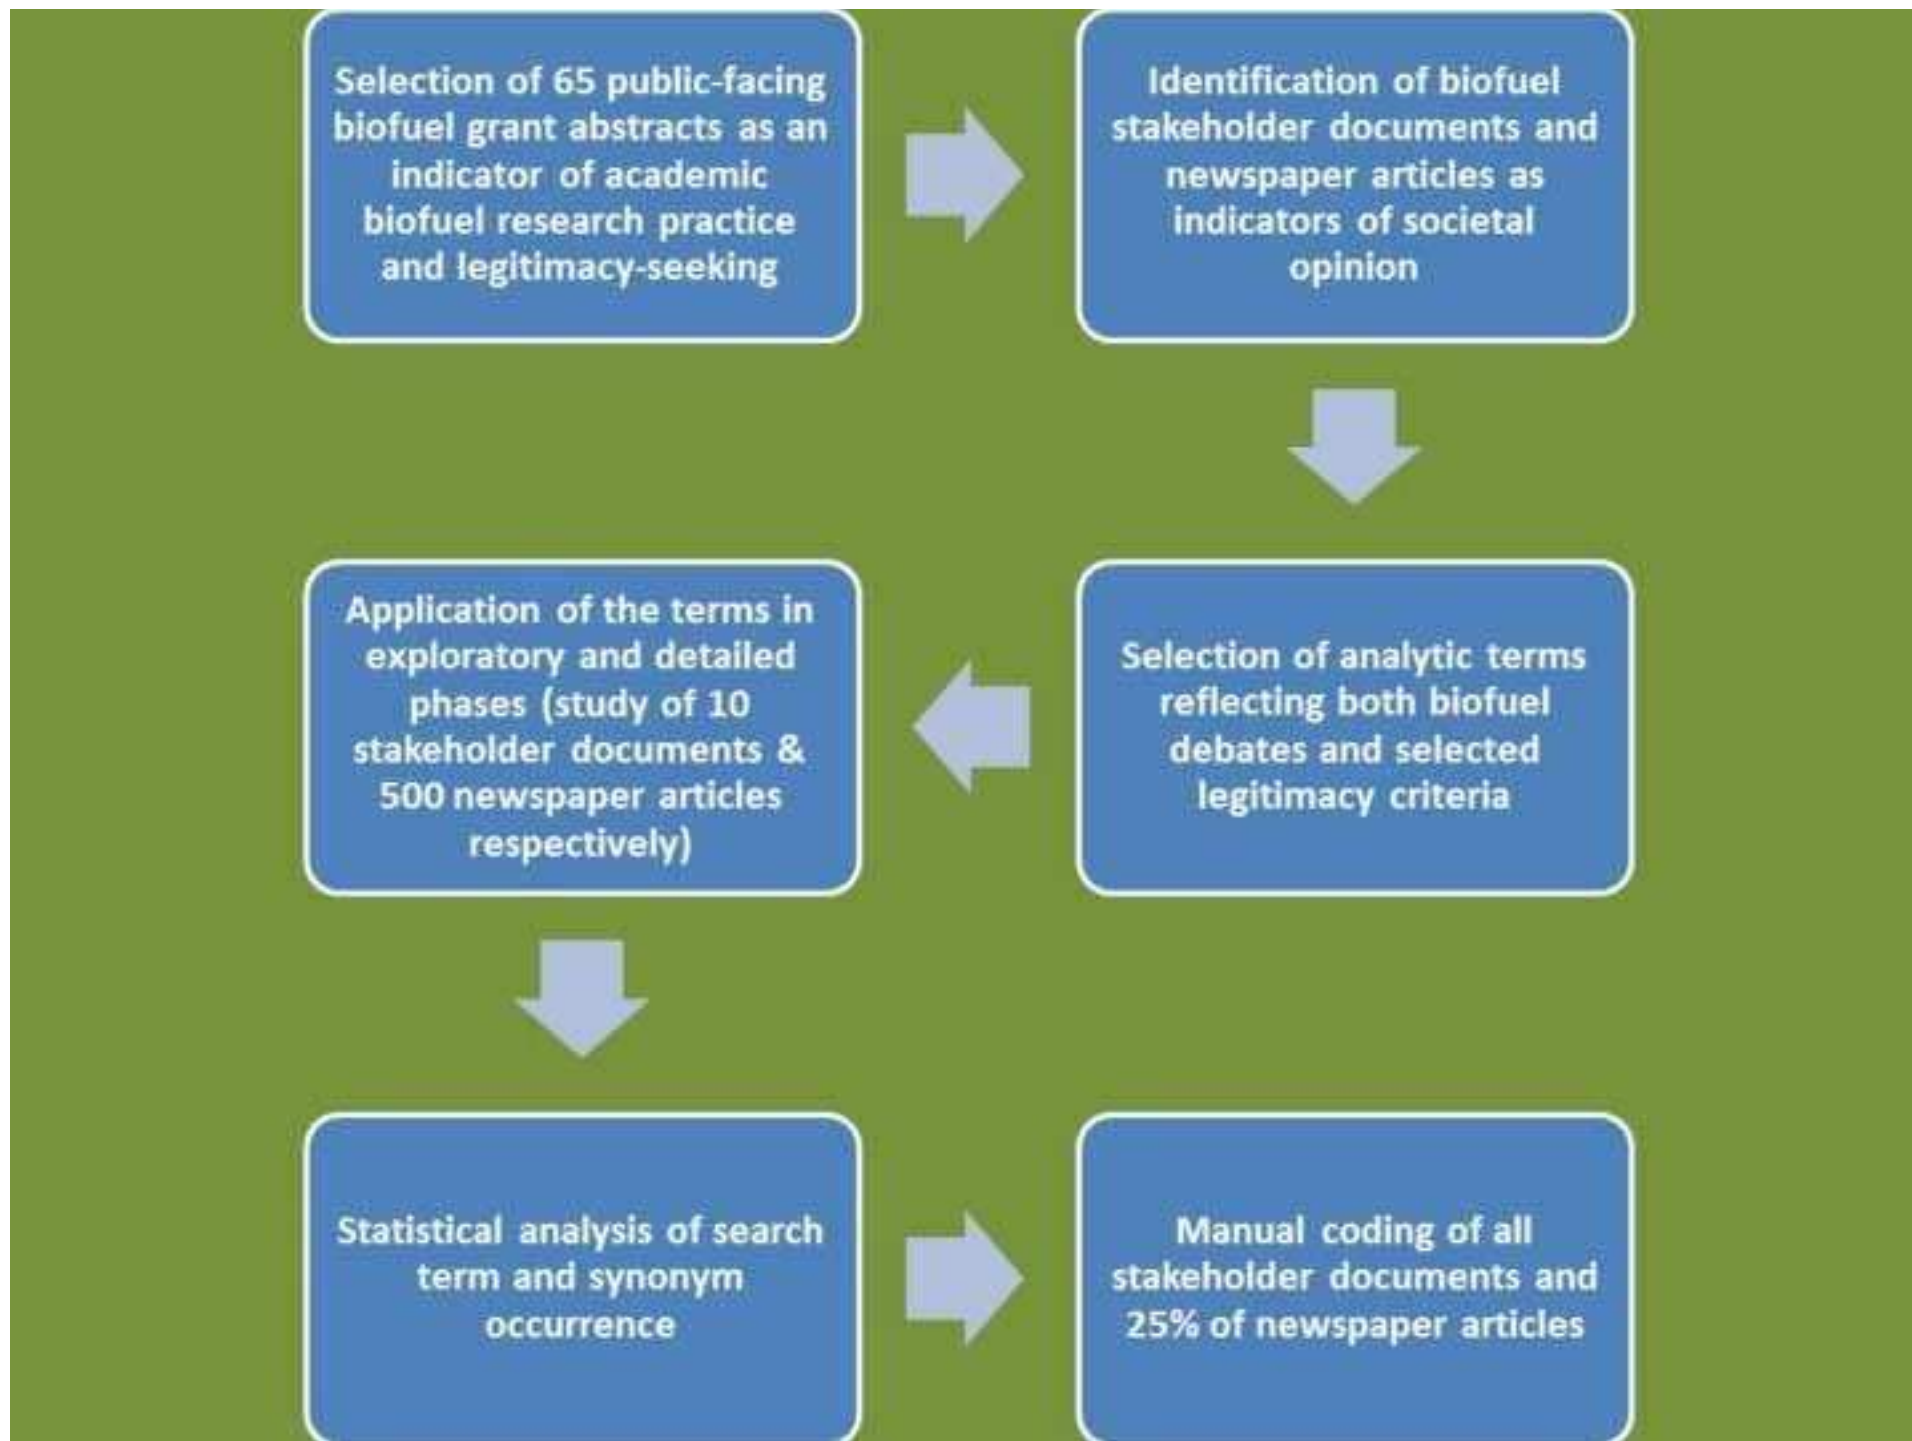 Selection of 65 public-facing
biofuel grant abstracts as an
indicator of academic
biofuel research practice
and legitimacy-seeking
Identification of biofuel
stakeholder documents and
newspaper articles as
indicators of societal
opinion
Selection of analytic terms
reflecting both biofuel
debates and selected
legitimacy criteria
Application of the terms in
exploratory and detailed
phases (study of 10
stakeholder documents &
500 newspaper articles
respectively)
Statistical analysis of search
term and synonym
occurrence
Manual coding of all
stakeholder documents and
25% of newspaper articles